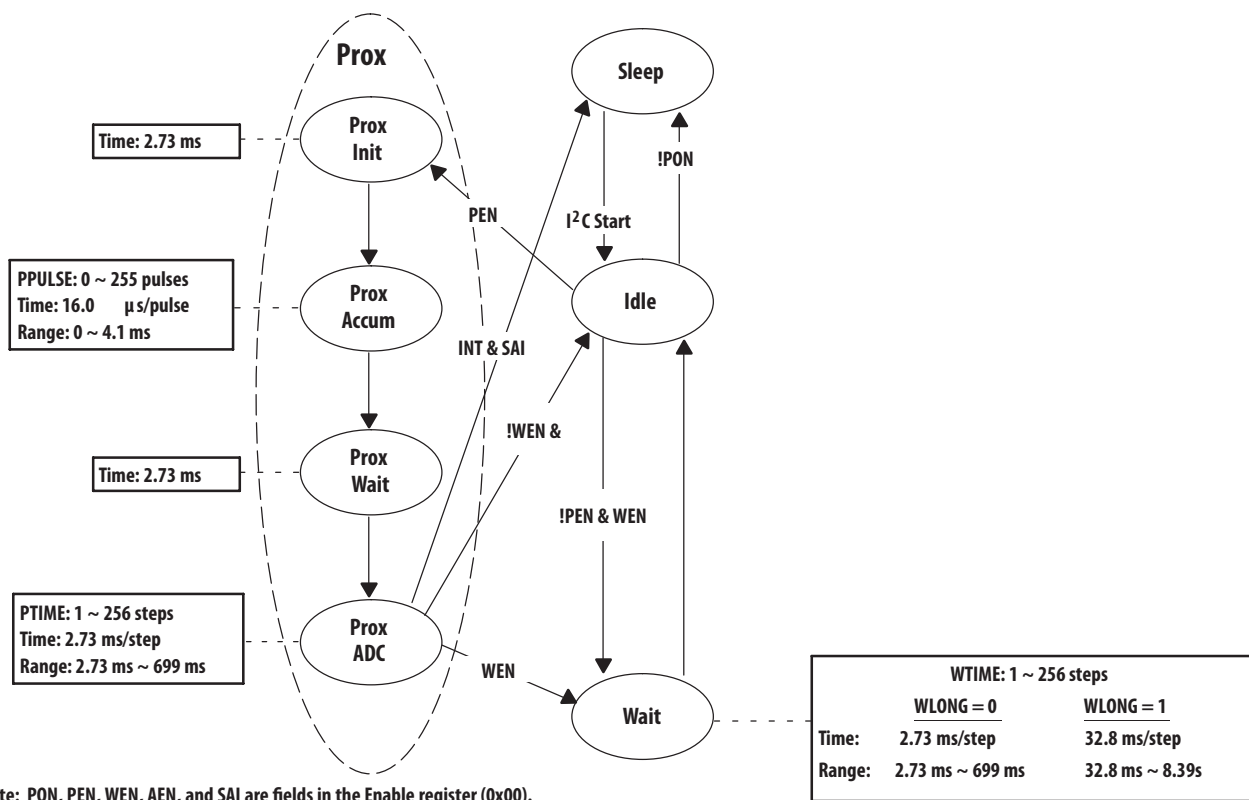 Prox
Sleep
Prox
Init
Time: 2.73 ms
!PON
PEN
I²C Start
PPULSE: 0 ~ 255 pulses
Time: 16.0 µs/pulse
Range: 0 ~ 4.1 ms
Prox
Accum
Idle
INT & SAI
!WEN &
Prox
Wait
Time: 2.73 ms
!PEN & WEN
PTIME: 1 ~ 256 steps
Time: 2.73 ms/step
Range: 2.73 ms ~ 699 ms
Prox
ADC
WEN
Wait
WTIME: 1 ~ 256 steps
WLONG = 0 WLONG = 1
Time: 2.73 ms/step 32.8 ms/step
Range: 2.73 ms ~ 699 ms 32.8 ms ~ 8.39s
te: PON, PEN, WEN, AEN, and SAI are fields in the Enable register (0x00).